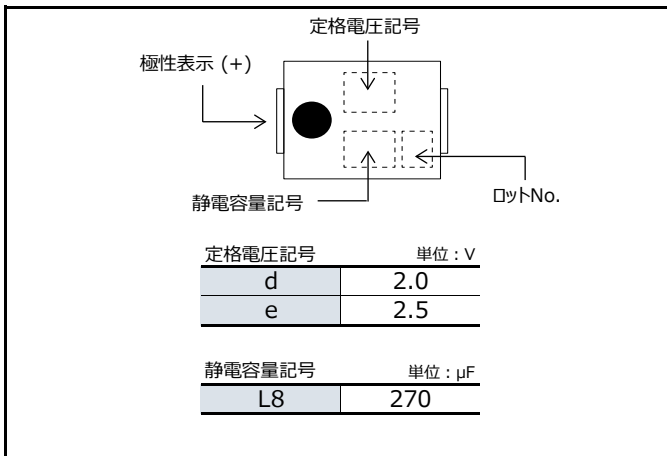 定格電圧記号
極性表示 (+)
静電容量記号
ロットNo.
定格電圧記号 単位：V
d 2.0
e 2.5
静電容量記号 単位：μF
L8 270